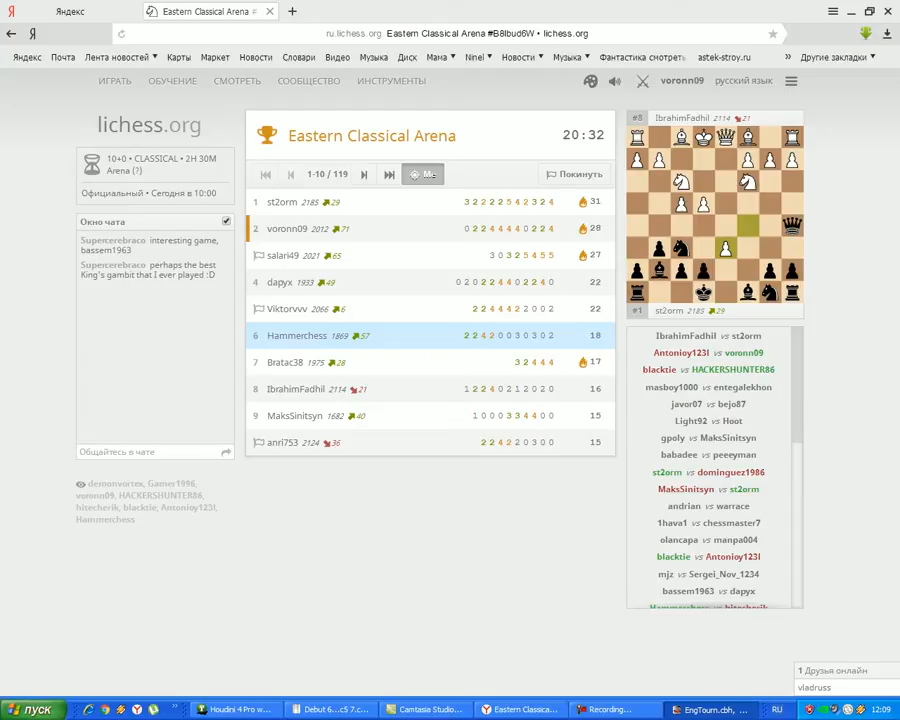 Яндекс
Eastern Classical Arena #
ru.lichess.org Eastern Classical Arena #B8Ibud6W • lichess.org
Яндекс Почта Лента новостей Карты Маркет Новости Словари Видео Музыка Диск Мама Ninel Новости Музыка Фантастика смотреть astek-stroy.ru » Другие закладки
ИГРАТЬ ОБУЧЕНИЕ СМОТРЕТЬ СООБЩЕСТВО ИНСТРУМЕНТЫ voronn09 русский язык
lichess.org
10+0 • CLASSICAL • 2H 30M
Arena (?)
Официальный • Сегодня в 10:00
Окно чата
Supercerebraco interesting game,
bassem1963
Supercerebraco perhaps the best
King's gambit that I ever played :D
Общайтесь в чате
demonvortex, Gamer1996,
voronn09, HACKERSHUNTER86,
hitecherik, blacktie, Antonioy123l,
Hammerchess
Eastern Classical Arena 20:32
1-10 / 119 Me Покинуть
1 st2orm 2185 29 3 2 2 2 2 5 4 2 3 2 4 31
2 voronn09 2012 71 0 2 2 4 4 4 4 0 2 2 4 28
salari49 2021 65 3 0 3 2 5 4 5 5 27
4 dapyx 1933 49 0 2 0 2 2 4 4 0 2 2 4 22
Viktorvvv 2066 6 2 2 4 4 4 2 0 2 2 22
6 Hammerchess 1869 57 2 2 4 2 0 0 3 0 3 0 2 18
7 Bratac38 1975 28 3 2 4 4 4 17
8 IbrahimFadhil 2114 21 1 2 2 4 0 2 1 2 0 2 0 16
9 MaksSinitsyn 1682 40 1 0 0 0 3 3 4 4 0 0 15
anri753 2124 36 2 2 4 2 2 0 3 0 0 15
#8 IbrahimFadhil 2114 21
#1 st2orm 2185 29
IbrahimFadhil vs st2orm
Antonioy123l vs voronn09
blacktie vs HACKERSHUNTER86
masboy1000 vs entegalekhon
javor07 vs bejo87
Light92 vs Hoot
gpoly vs MaksSinitsyn
babadee vs peeeyman
st2orm vs dominguez1986
MaksSinitsyn vs st2orm
andrian vs warrace
1hava1 vs chessmaster7
olancapa vs manpa004
blacktie vs Antonioy123l
mjz vs Sergei_Nov_1234
bassem1963 vs dapyx
Hammerchess vs hitecherik
1 Друзья онлайн
vladruss
пуск » Houdini 4 Pro w... Debut 6...c5 7.c... Camtasia Studio... Eastern Classica... Recording... EngTourn.cbh, ... RU 12:09